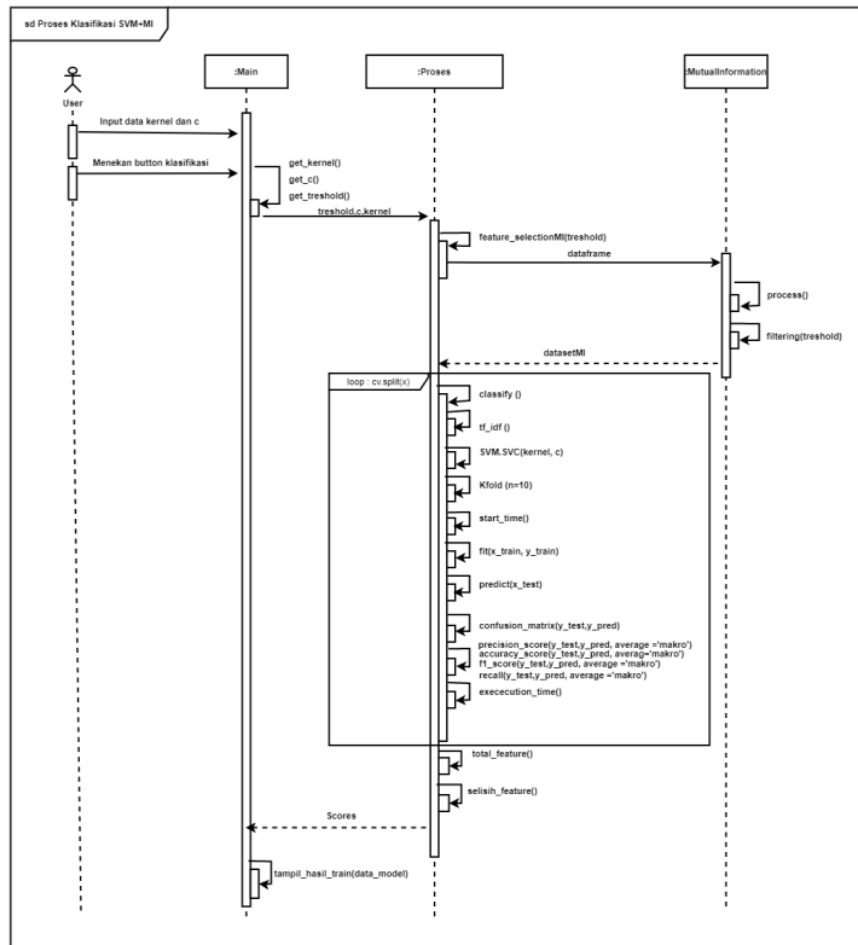 sd Proses Klasifikasi SVM+MI
:Main
:Proses
:MutualInformation
User
Input data kernel dan c
Menekan button klasifikasi
get_kernel()
get_c()
get_treshold()
treshold.c.kernel
feature_selectionMI(treshold)
dataframe
process()
filtering(treshold)
datasetMI
loop : cv.split(x)
classify ()
tf_idf ()
SVM.SVC(kernel, c)
Kfold (n=10)
start_time()
fit(x_train, y_train)
predict(x_test)
confusion_matrix(y_test,y_pred)
precision_score(y_test,y_pred, average ='makro')
accuracy_score(y_test,y_pred, averag='makro')
f1_score(y_test,y_pred, average ='makro')
recall(y_test,y_pred, average ='makro')
exececution_time()
total_feature()
selisih_feature()
Scores
tampil_hasil_train(data_model)